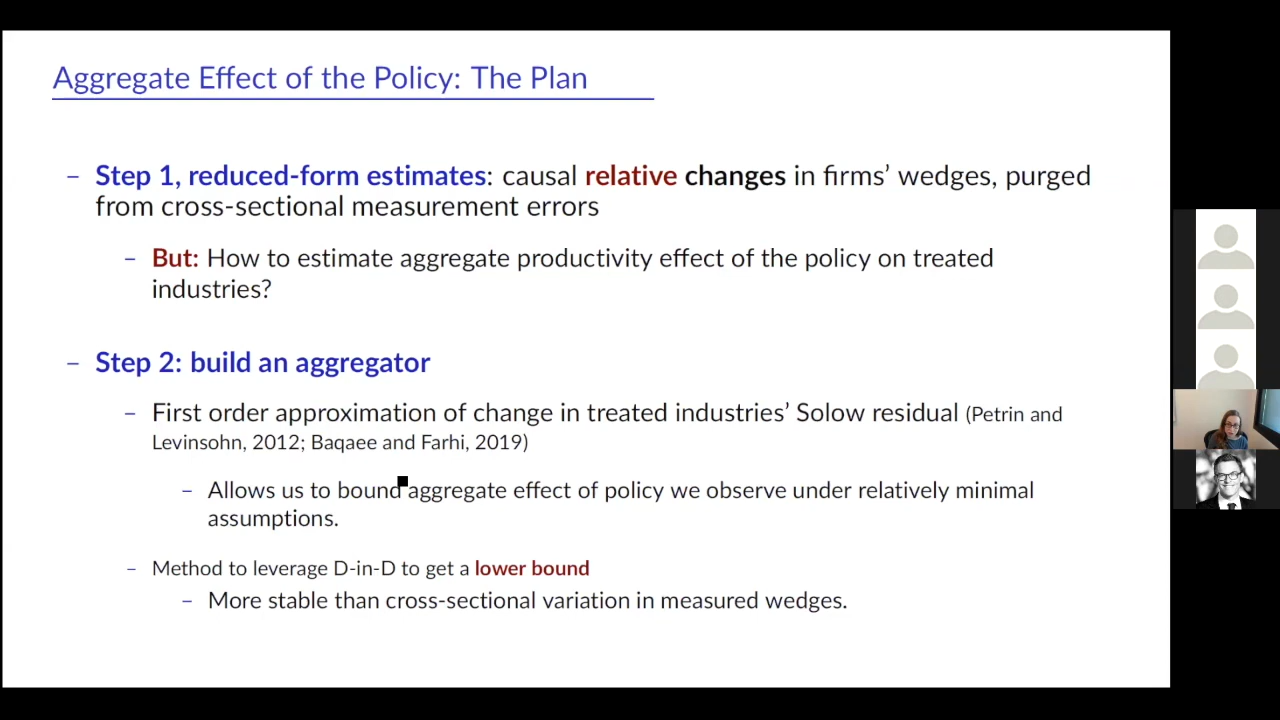 Aggregate Effect of the Policy: The Plan
– Step 1, reduced-form estimates: causal relative changes in firms’ wedges, purged
from cross-sectional measurement errors
– But: How to estimate aggregate productivity effect of the policy on treated
industries?
– Step 2: build an aggregator
– First order approximation of change in treated industries’ Solow residual (Petrin and
Levinsohn, 2012; Baqaee and Farhi, 2019)
– Allows us to bound aggregate effect of policy we observe under relatively minimal
assumptions.
– Method to leverage D-in-D to get a lower bound
– More stable than cross-sectional variation in measured wedges.